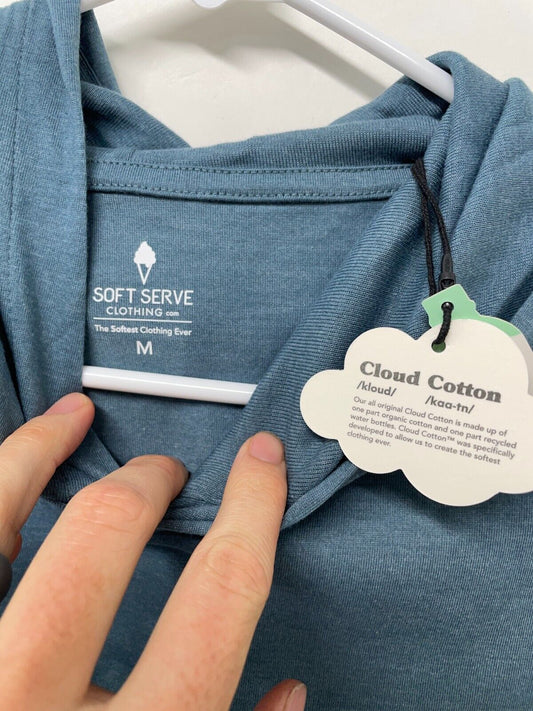 SOFT SERVE
CLOTHING.com
The Softest Clothing Ever
M
Cloud Cotton
/kloud/ /kaa-tn/
Our all original Cloud Cotton is made up of
one part organic cotton and one part recycled
water bottles. Cloud Cotton™ was specifically
developed to allow us to create the softest
clothing ever.